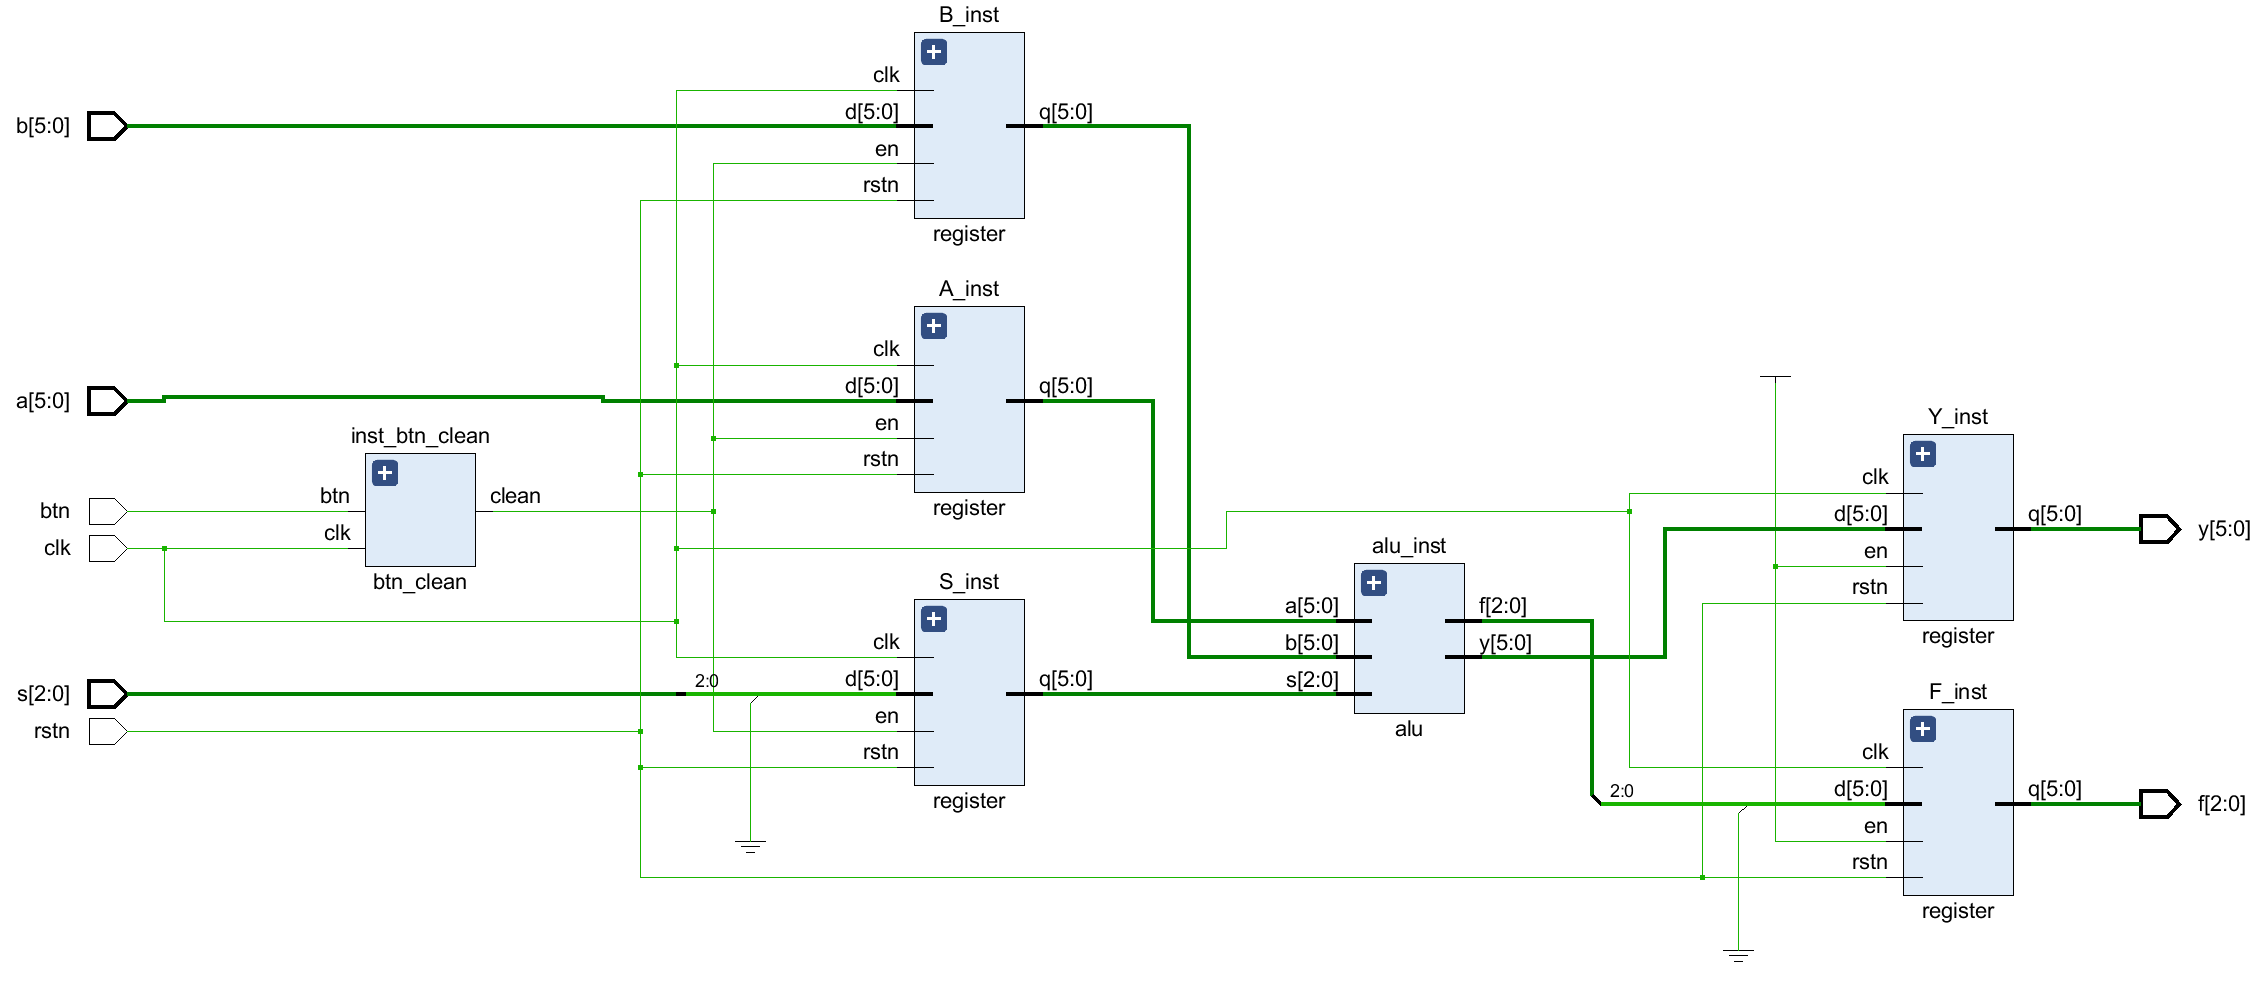 B_inst
clk
b[5:0]
d[5:0]
q[5:0]
en
rstn
register
A_inst
clk
a[5:0]
d[5:0]
q[5:0]
en
rstn
register
inst_btn_clean
btn
btn
clean
clk
clk
btn_clean
S_inst
clk
s[2:0]
2:0
d[5:0]
q[5:0]
en
rstn
rstn
register
alu_inst
a[5:0]
f[2:0]
b[5:0]
y[5:0]
s[2:0]
alu
Y_inst
clk
d[5:0]
q[5:0]
y[5:0]
en
rstn
register
F_inst
clk
2:0
d[5:0]
q[5:0]
f[2:0]
en
rstn
register